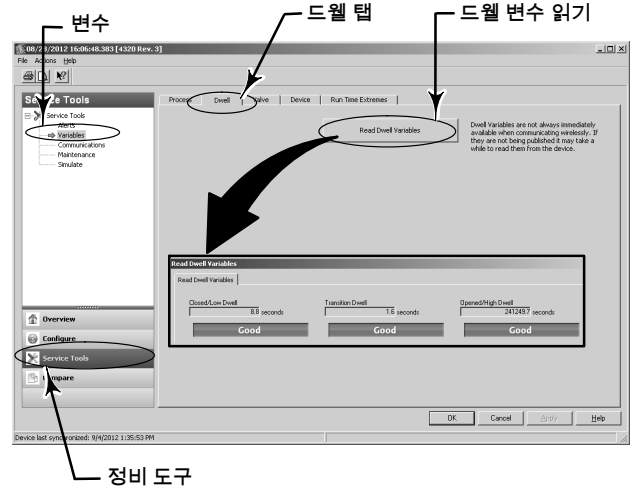 변수
드웰 탭
드웰 변수 읽기
16:06:48.383 [4320 Rev. 3]
File Actions Help
Service Tools
Process Dwell Valve Device Run Time Extremes
Service Tools
Alerts
Variables
Communications
Maintenance
Simulate
Read Dwell Variables
Dwell Variables are not always immediately
available when communicating wirelessly. If
they are not being published it may take a
while to read them from the device.
Read Dwell Variables
Read Dwell Variables
Closed/Low Dwell Transition Dwell Opened/High Dwell
8.8 seconds 1.6 seconds 241249.7 seconds
Good Good Good
Overview
Configure
Service Tools
Compare
OK Cancel Apply Help
Device last synchronized: 9/4/2012 1:35:53 PM
정비 도구